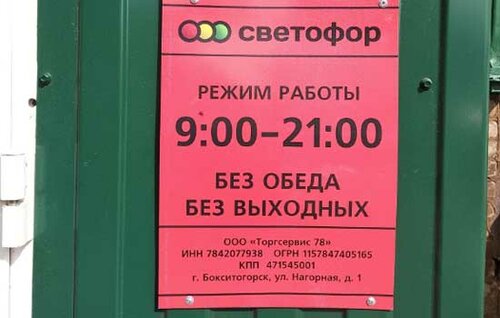 светофор
РЕЖИМ РАБОТЫ
9:00–21:00
БЕЗ ОБЕДА
БЕЗ ВЫХОДНЫХ
ООО «Торгсервис 78»
ИНН 7842077938 ОГРН 1157847405165
КПП 471545001
г. Бокситогорск, ул. Нагорная, д. 1